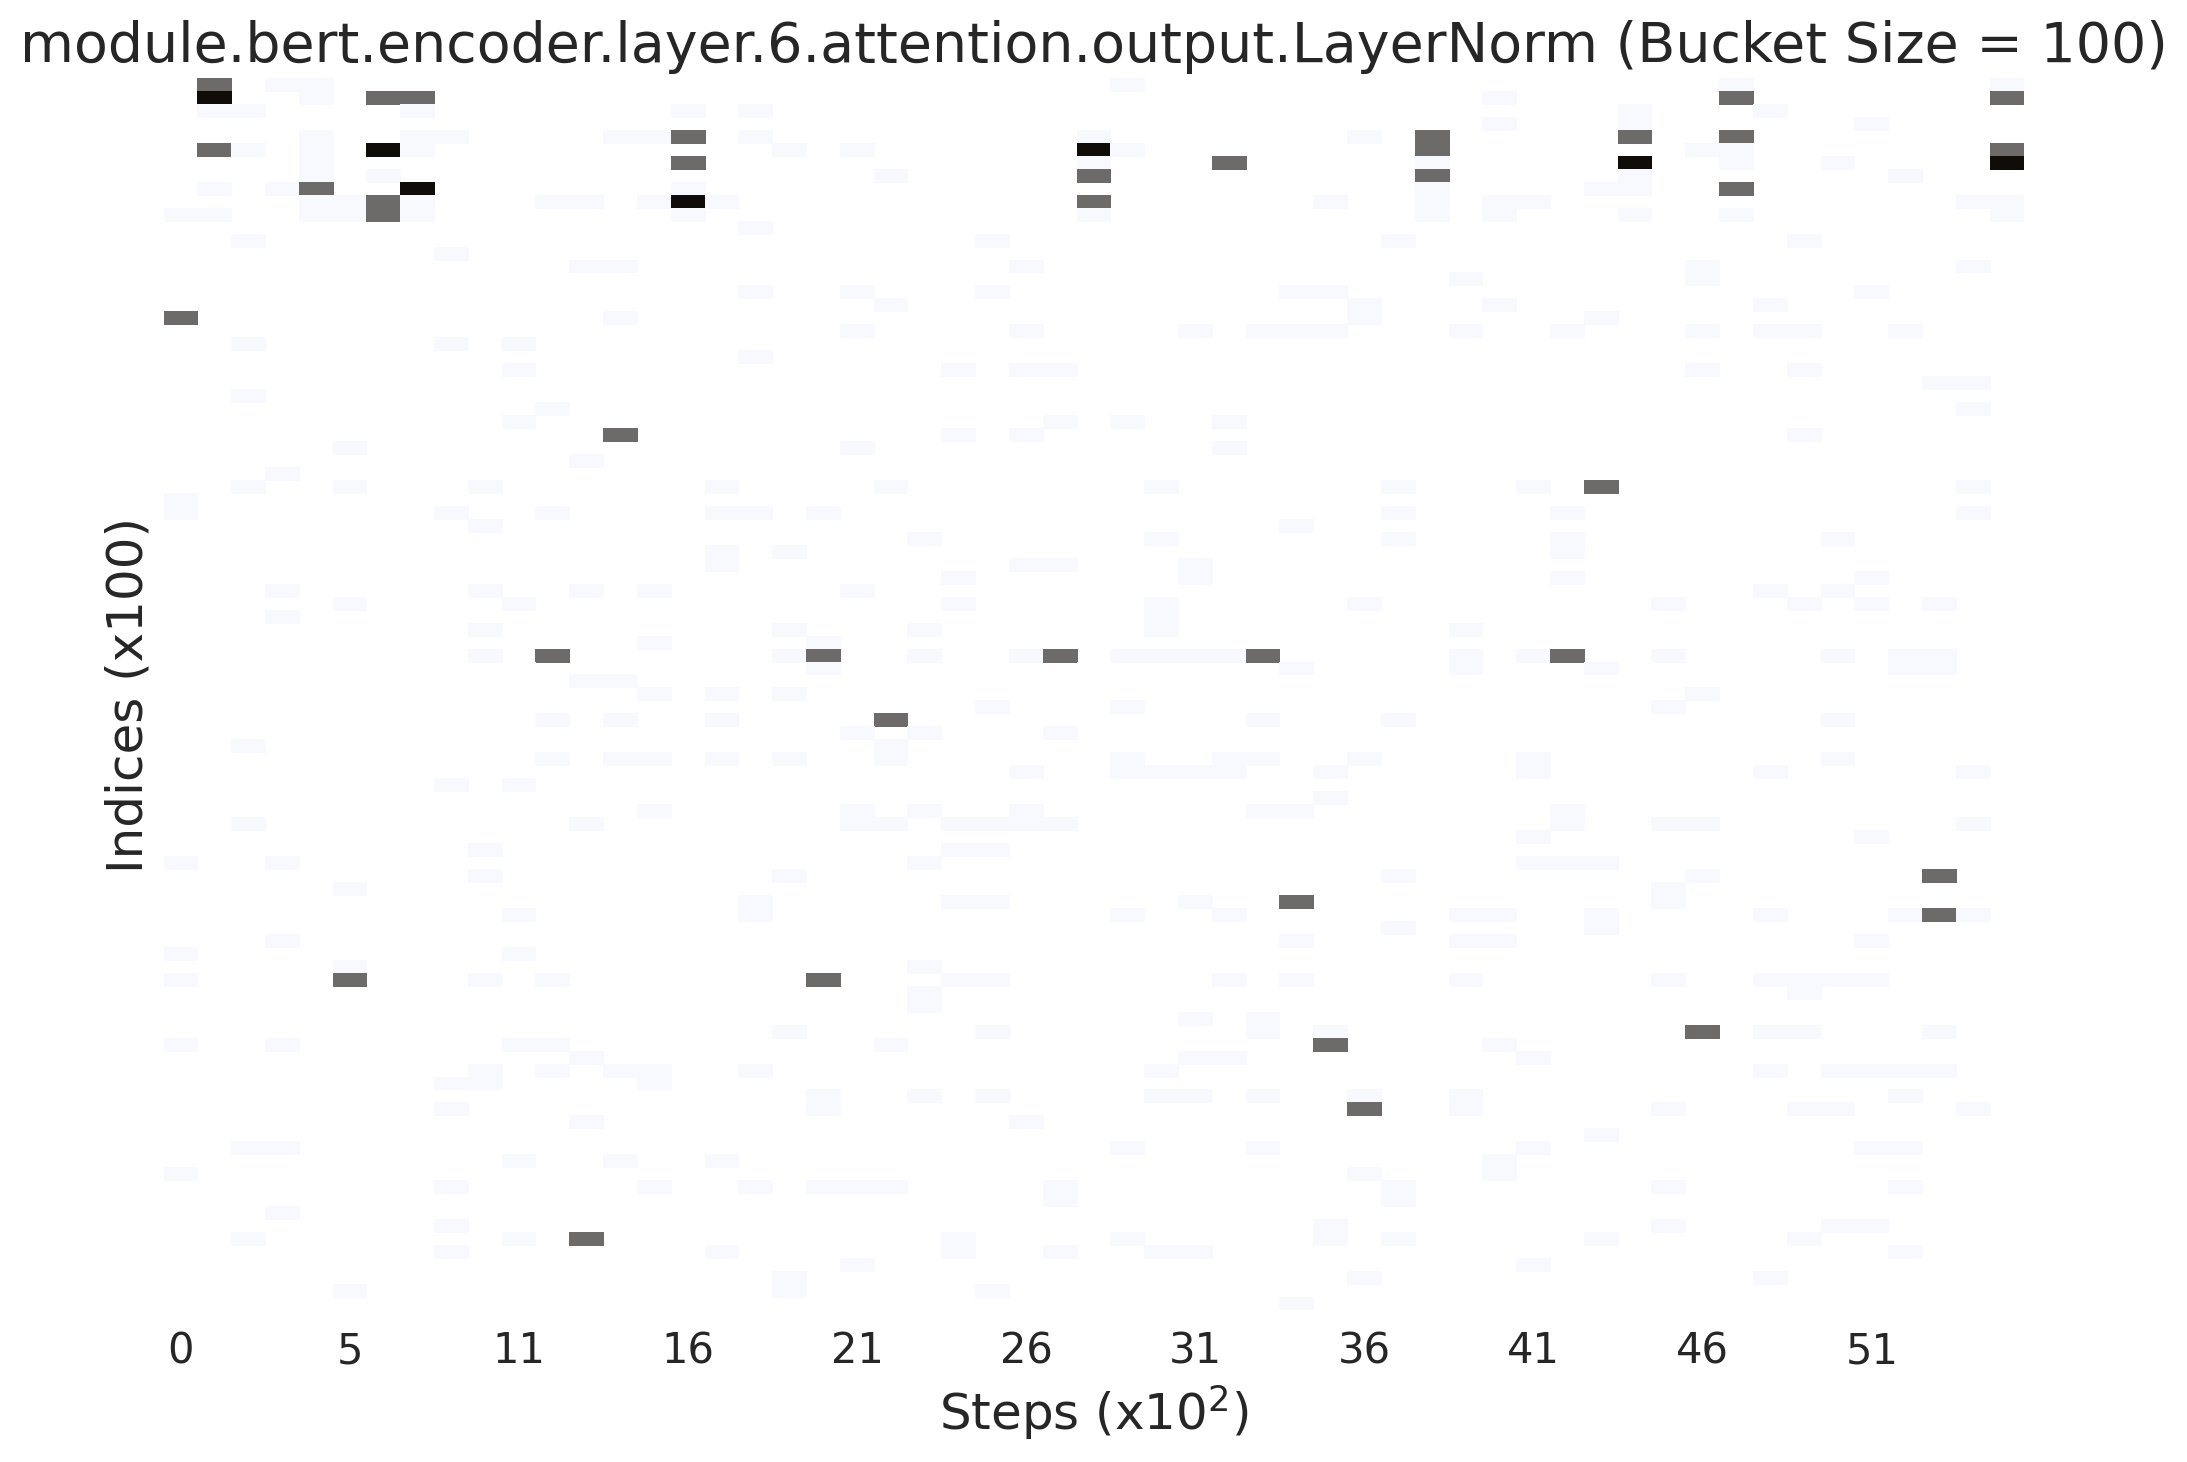 module.bert.encoder.layer.6.attention.output.LayerNorm (Bucket Size = 100)
Indices (x100)
0 5 11 16 21 26 31 36 41 46 51
Steps (x10²)